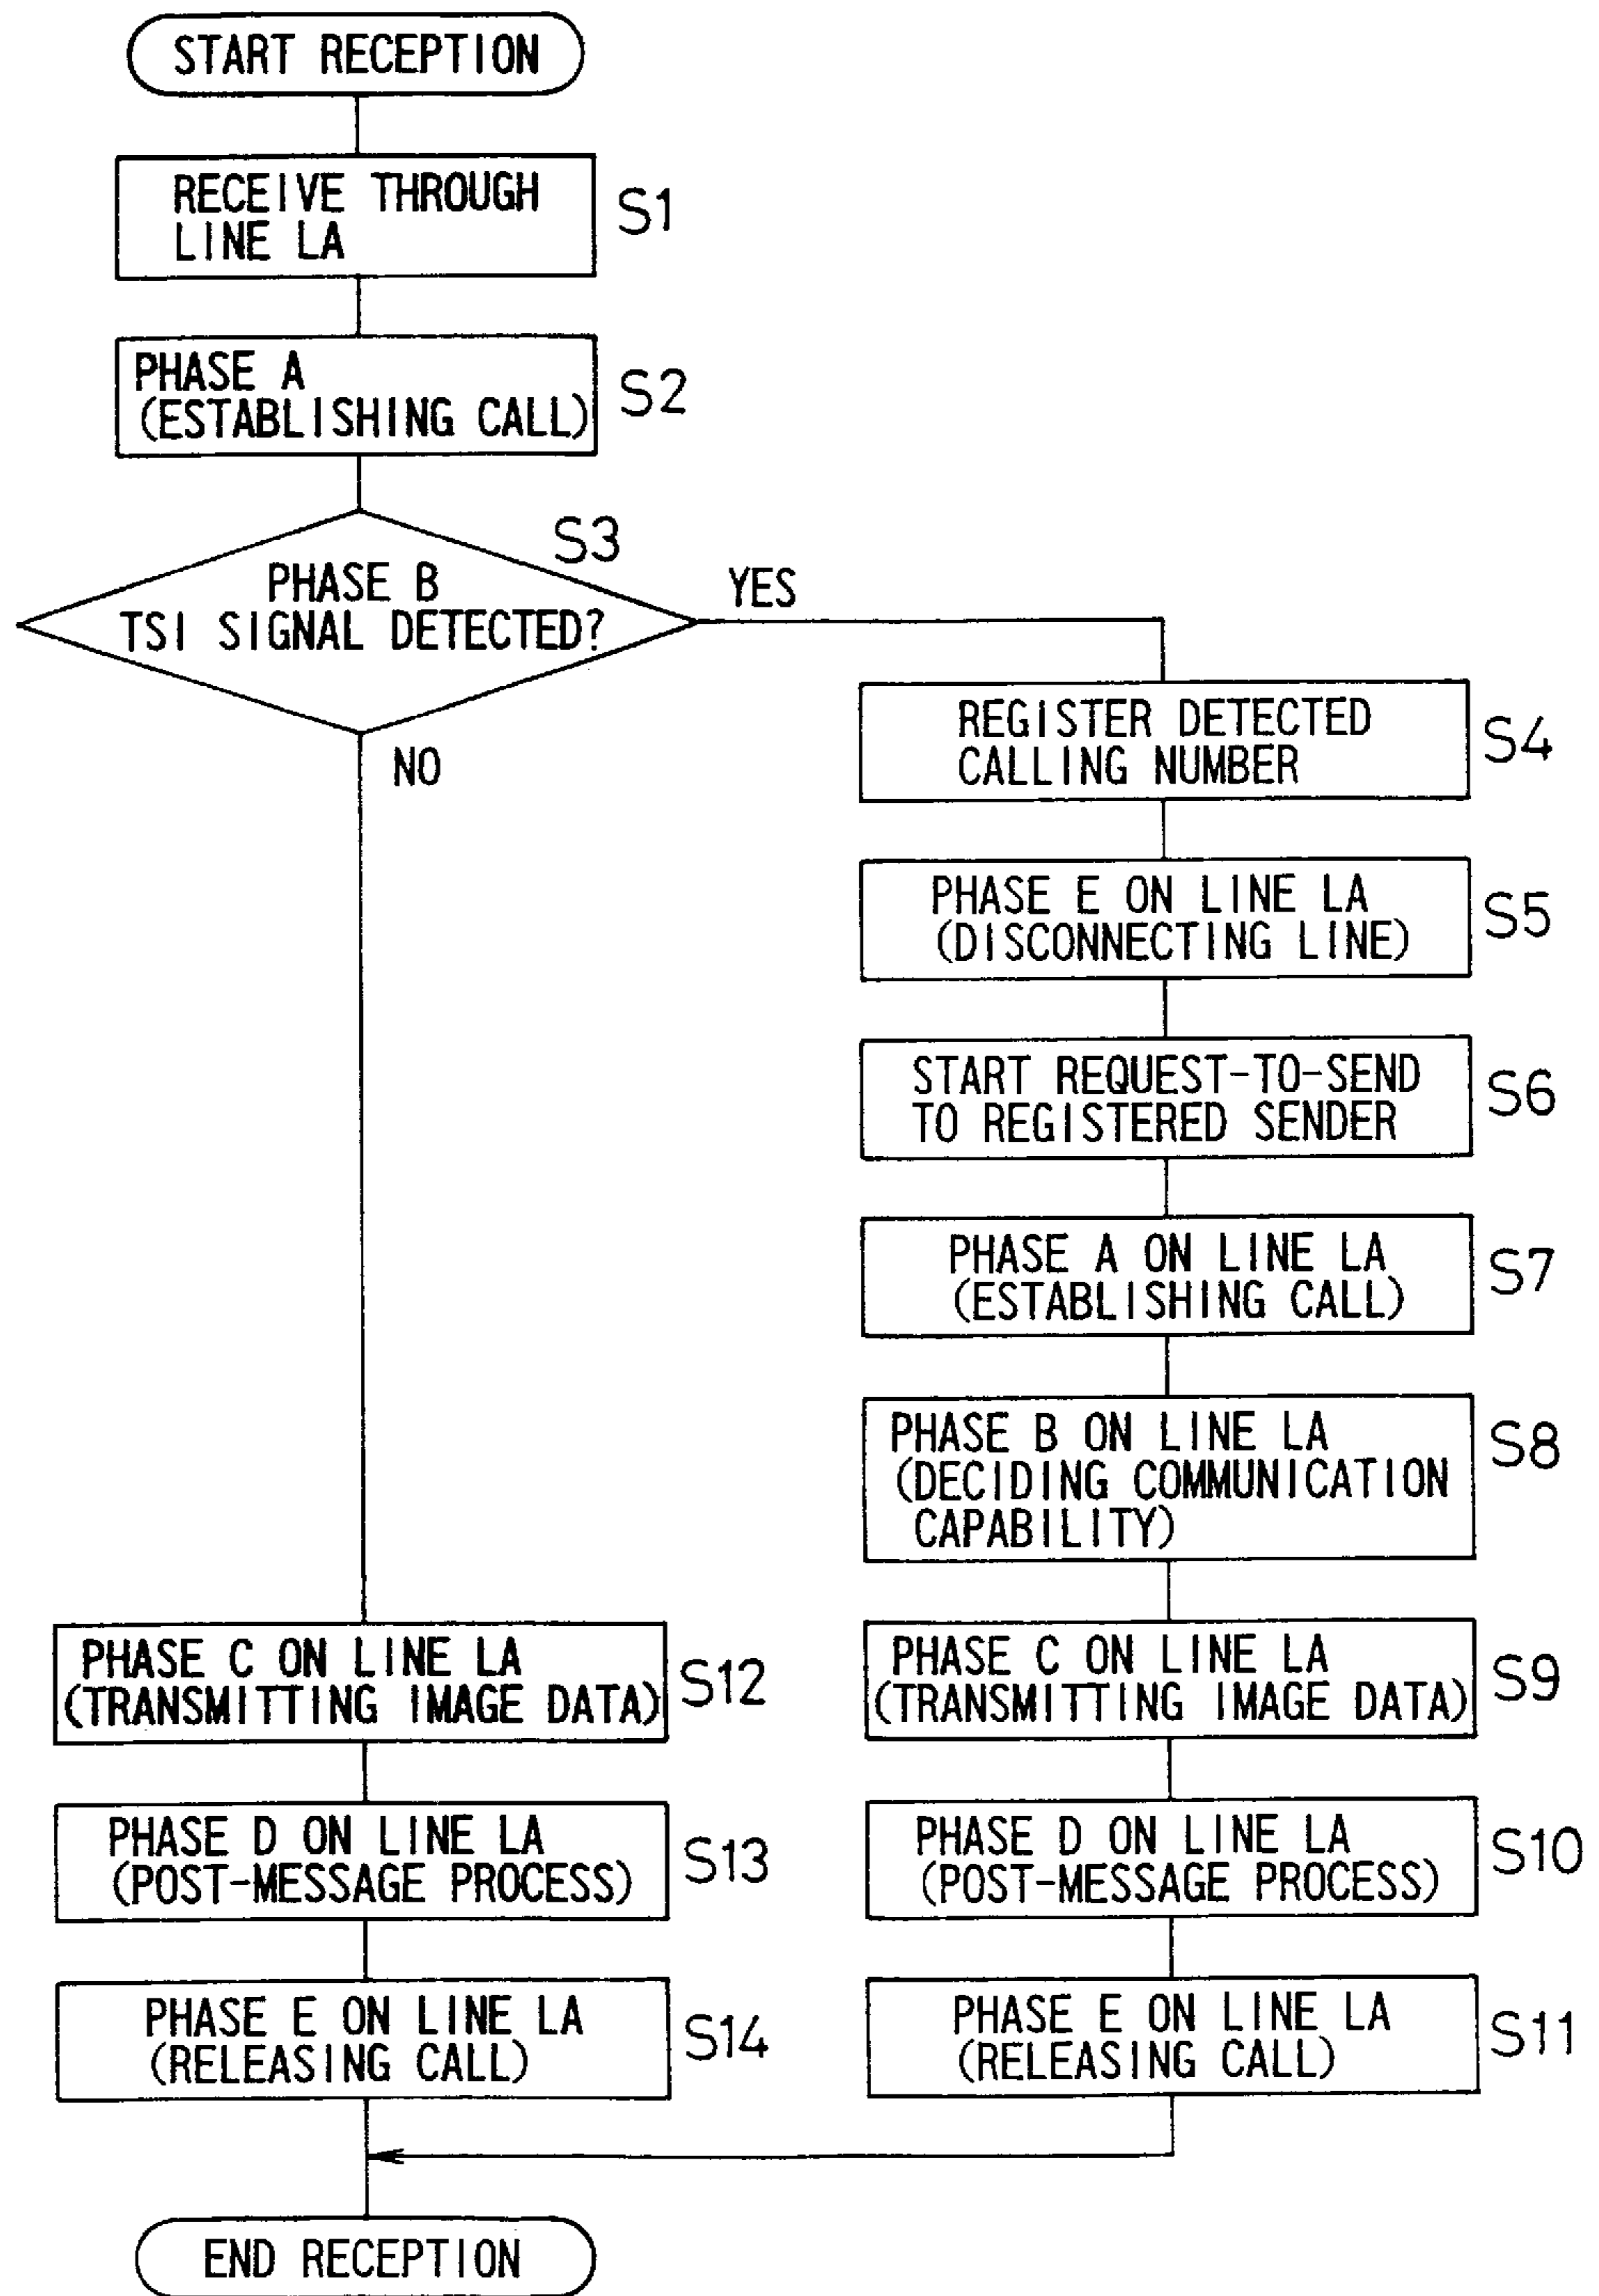 START RECEPTION
RECEIVE THROUGH
LINE LA
S1
PHASE A
(ESTABLISHING CALL)
S2
S3
PHASE B
TSI SIGNAL DETECTED?
YES
NO
REGISTER DETECTED
CALLING NUMBER
S4
PHASE E ON LINE LA
(DISCONNECTING LINE)
S5
START REQUEST-TO-SEND
TO REGISTERED SENDER
S6
PHASE A ON LINE LA
(ESTABLISHING CALL)
S7
PHASE B ON LINE LA
(DECIDING COMMUNICATION
CAPABILITY)
S8
PHASE C ON LINE LA
(TRANSMITTING IMAGE DATA)
S9
PHASE D ON LINE LA
(POST-MESSAGE PROCESS)
S10
PHASE E ON LINE LA
(RELEASING CALL)
S11
PHASE C ON LINE LA
(TRANSMITTING IMAGE DATA)
S12
PHASE D ON LINE LA
(POST-MESSAGE PROCESS)
S13
PHASE E ON LINE LA
(RELEASING CALL)
S14
END RECEPTION